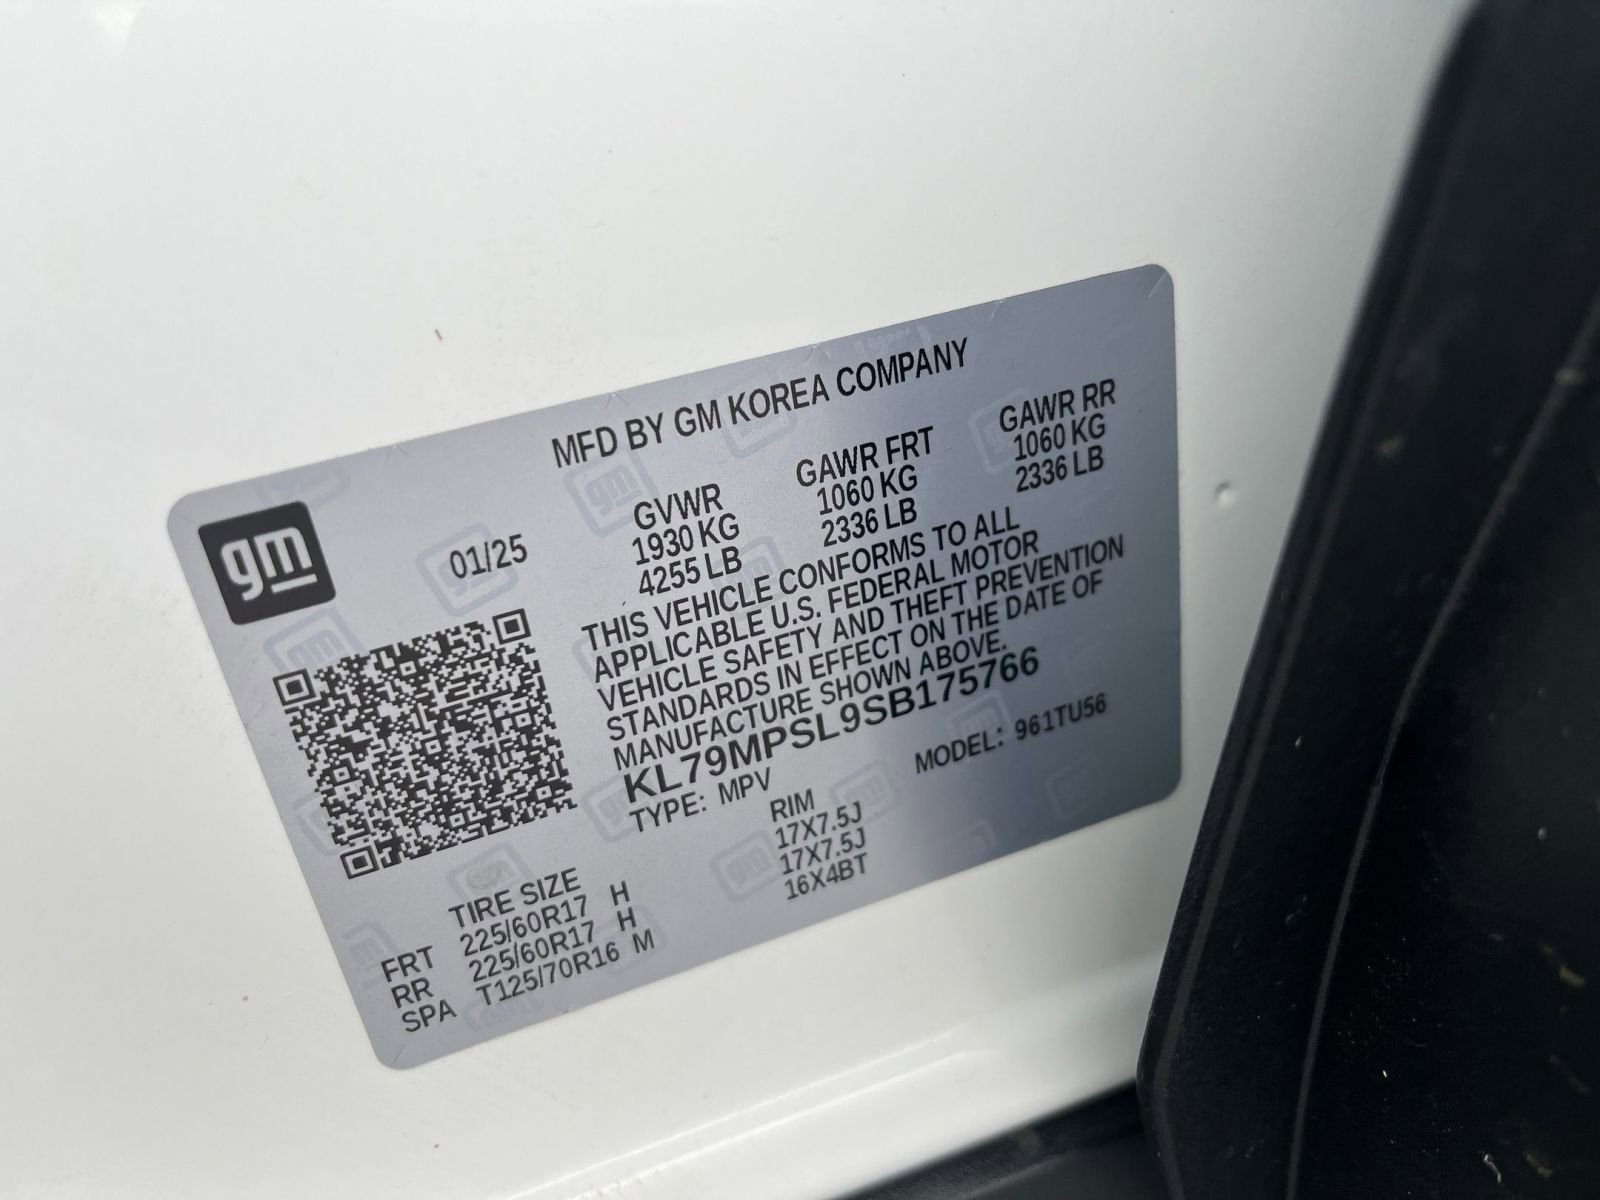 gm
MFD BY GM KOREA COMPANY
01/25
GVWR
1930 KG
4255 LB
GAWR FRT
1060 KG
2336 LB
GAWR RR
1060 KG
2336 LB
THIS VEHICLE CONFORMS TO ALL
APPLICABLE U.S. FEDERAL MOTOR
VEHICLE SAFETY AND THEFT PREVENTION
STANDARDS IN EFFECT ON THE DATE OF
MANUFACTURE SHOWN ABOVE.
KL79MPSL9SB175766
TYPE: MPV
MODEL: 961TU56
TIRE SIZE RIM
FRT 225/60R17 H 17X7.5J
RR 225/60R17 H 17X7.5J
SPA T125/70R16 M 16X4BT